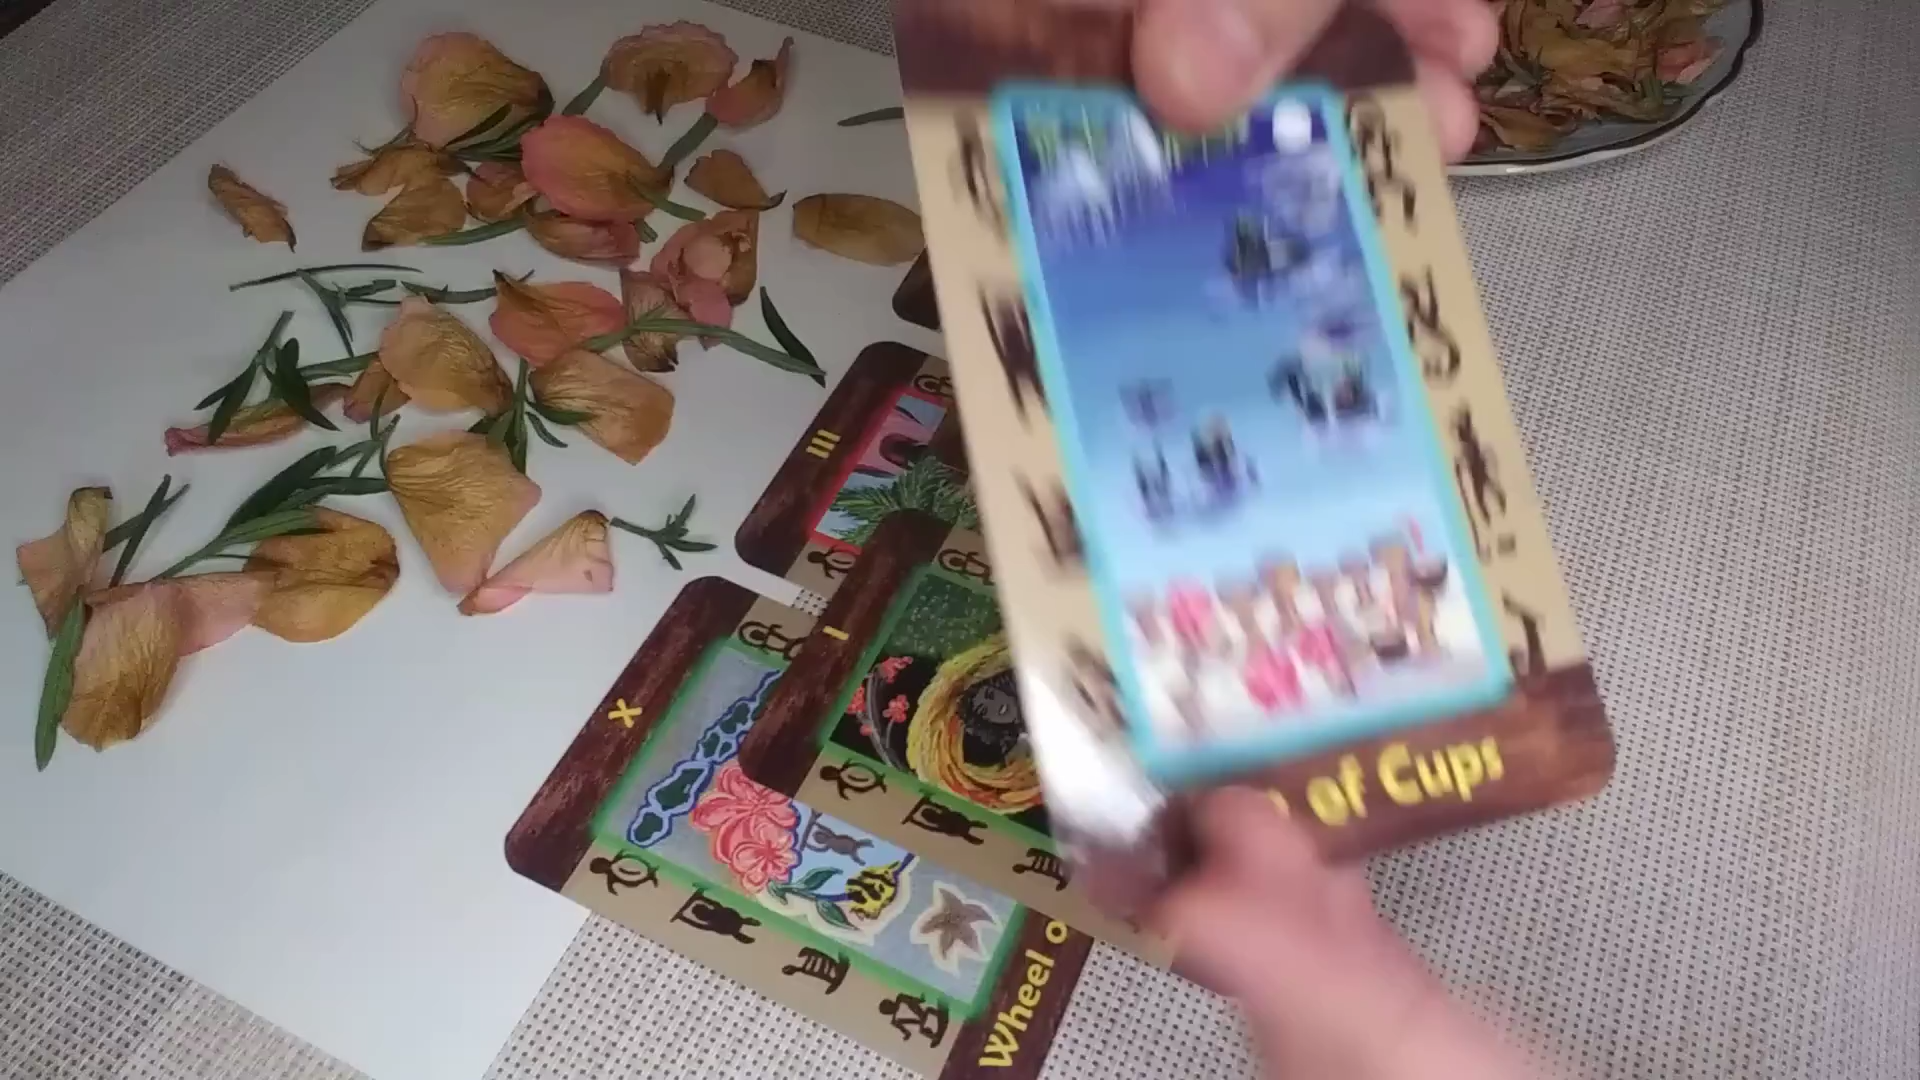 III
I
X
of Cups
Wheel o